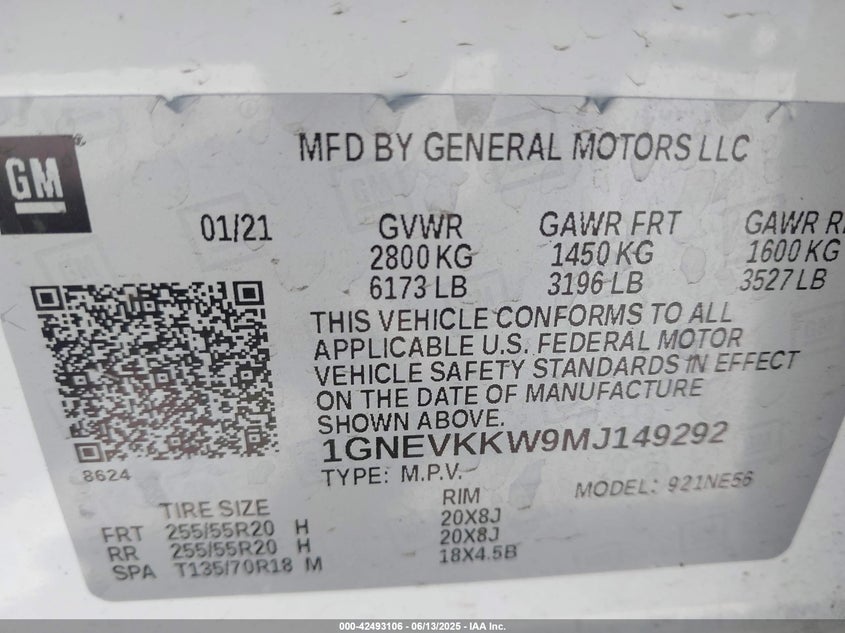 GM
MFD BY GENERAL MOTORS LLC
01/21 GVWR GAWR FRT GAWR R
2800 KG 1450 KG 1600 KG
6173 LB 3196 LB 3527 LB
THIS VEHICLE CONFORMS TO ALL
APPLICABLE U.S. FEDERAL MOTOR
VEHICLE SAFETY STANDARDS IN EFFECT
ON THE DATE OF MANUFACTURE
SHOWN ABOVE.
1GNEVKKW9MJ149292
8624
TYPE: M.P.V. MODEL: 921NE56
TIRE SIZE RIM
FRT 255/55R20 H 20X8J
RR 255/55R20 H 20X8J
SPA T135/70R18 M 18X4.5B
000-42493106 - 06/13/2025 - IAA Inc.